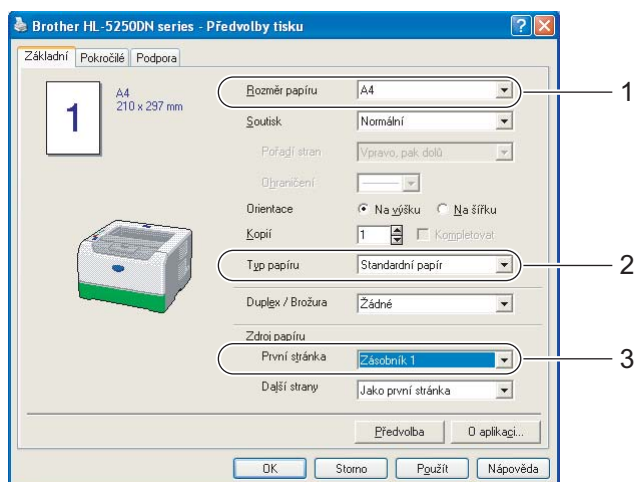 Brother HL-5250DN series - Předvolby tisku
Základní Pokročilé Podpora
1
A4
210 x 297 mm
Rozměr papíru A4 1
Soutisk Normální
Pořadí stran Vpravo, pak dolů
Ohraničení
Orientace Na výšku Na šířku
Kopií 1 Kompletovat
Typ papíru Standardní papír 2
Duplex / Brožura Žádné
Zdroj papíru
První stránka Zásobník 1 3
Další strany Jako první stránka
Předvolba O aplikaci...
OK Storno Použít Nápověda